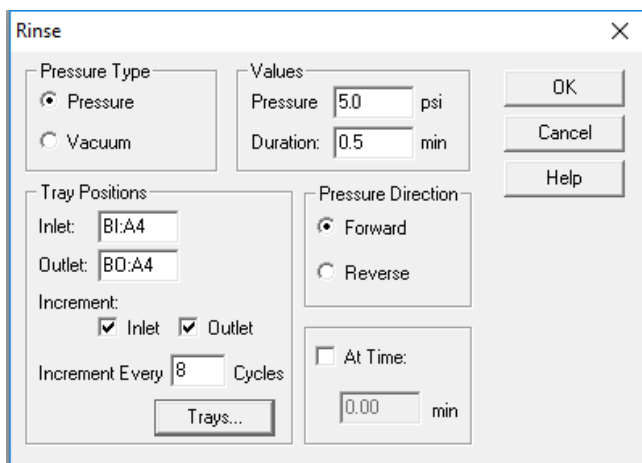 Rinse
Pressure Type
Pressure
Vacuum
Values
Pressure 5.0 psi
Duration: 0.5 min
OK
Cancel
Help
Tray Positions
Inlet: BI:A4
Outlet: BO:A4
Increment:
Inlet Outlet
Increment Every 8 Cycles
Trays...
Pressure Direction
Forward
Reverse
At Time:
0.00 min